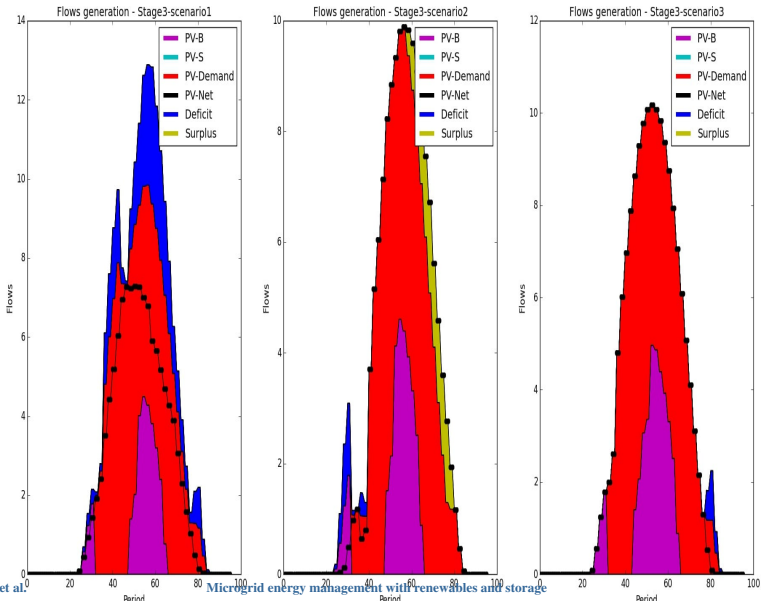 Flows generation - Stage3-scenario1
14
12
10
8
6
4
2
0
Flows
PV-B
PV-S
PV-Demand
PV-Net
Deficit
Surplus
0 20 40 60 80 100
Period
Flows generation - Stage3-scenario2
10
8
6
4
2
0
Flows
PV-B
PV-S
PV-Demand
PV-Net
Deficit
Surplus
0 20 40 60 80 100
Period
Flows generation - Stage3-scenario3
12
10
8
6
4
2
0
Flows
PV-B
PV-S
PV-Demand
PV-Net
Deficit
Surplus
0 20 40 60 80 100
Period
et al. Microgrid energy management with renewables and storage